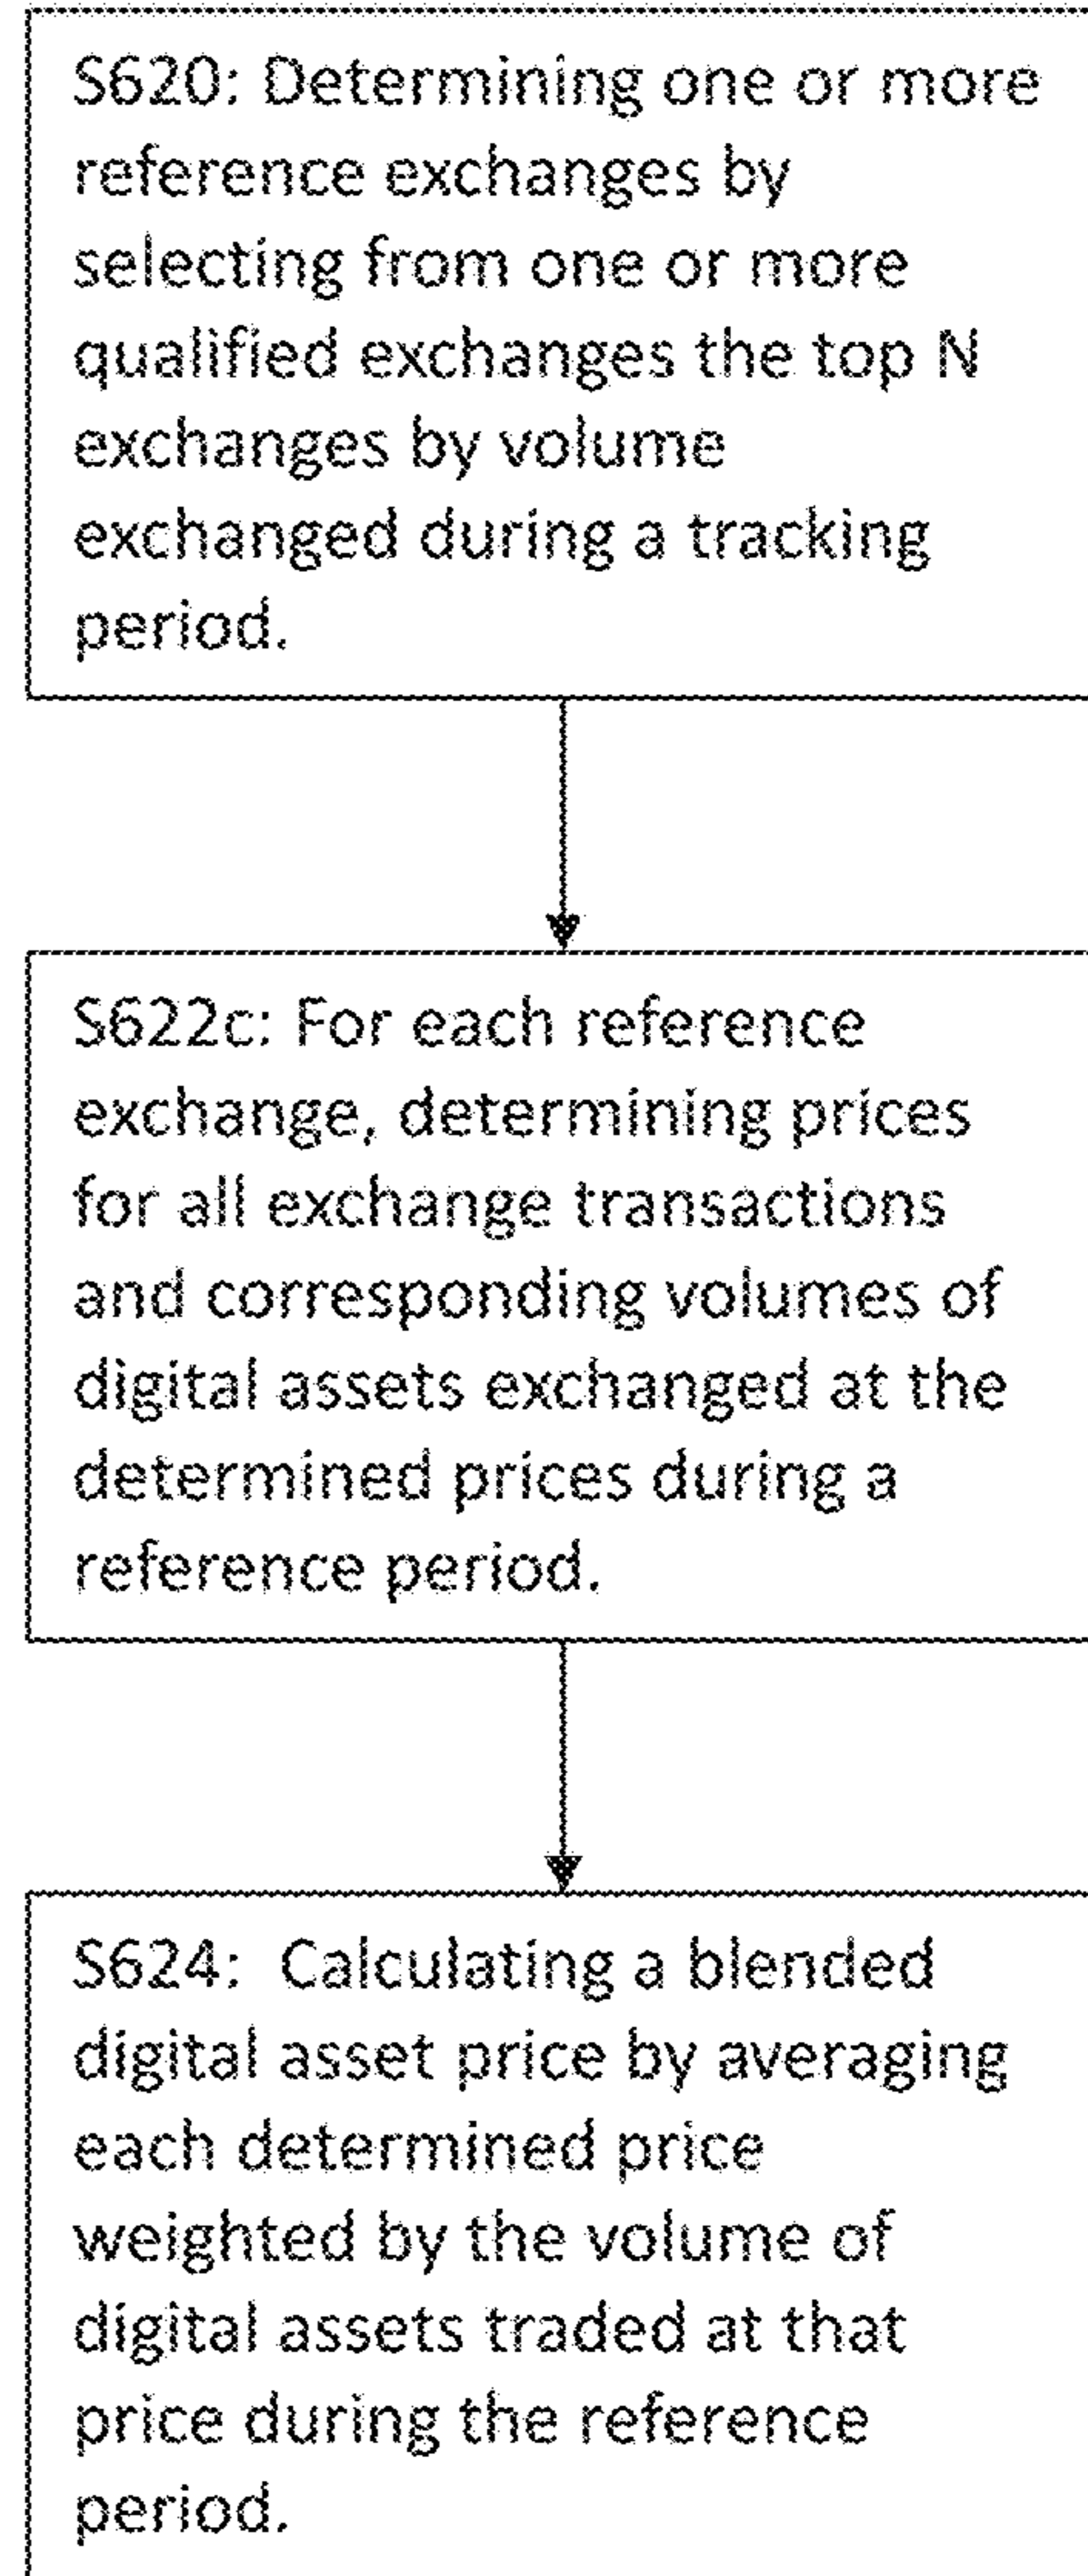 S620: Determining one or more
reference exchanges by
selecting from one or more
qualified exchanges the top N
exchanges by volume
exchanged during a tracking
period.
S622c: For each reference
exchange, determining prices
for all exchange transactions
and corresponding volumes of
digital assets exchanged at the
determined prices during a
reference period.
S624: Calculating a blended
digital asset price by averaging
each determined price
weighted by the volume of
digital assets traded at that
price during the reference
period.